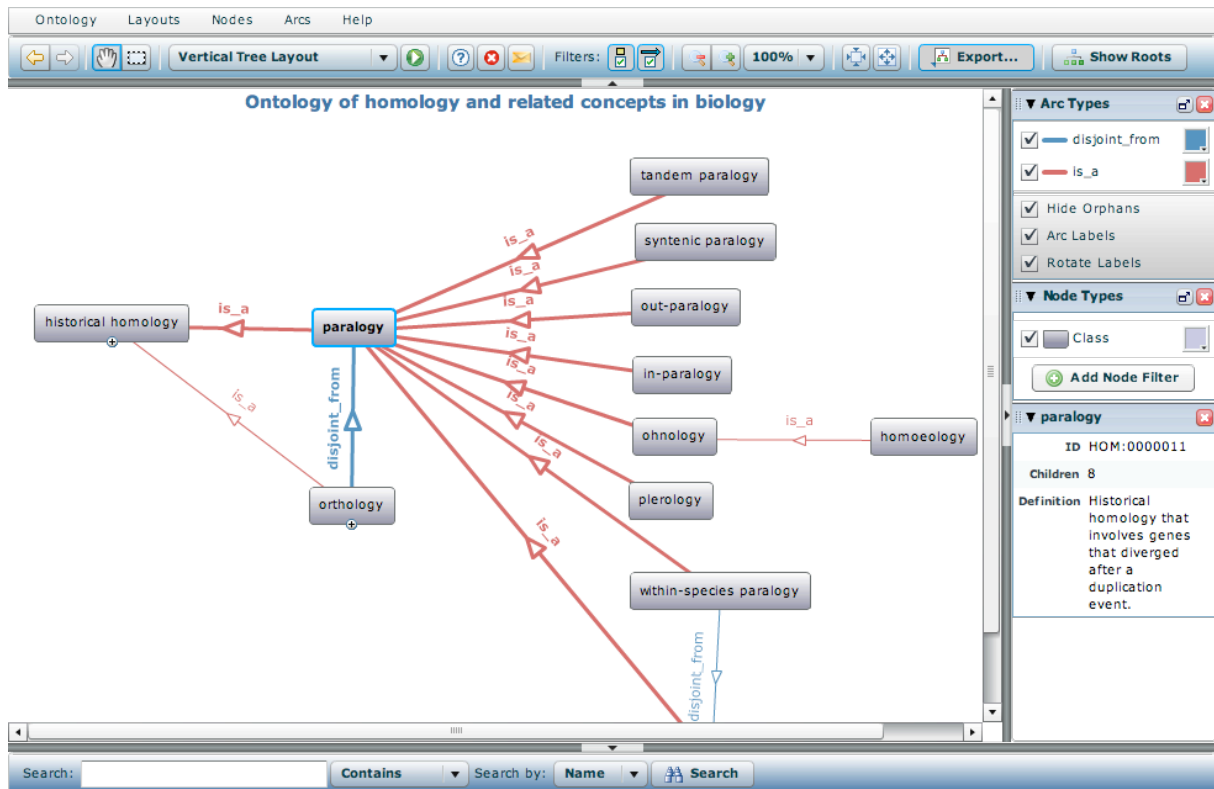 Ontology Layouts Nodes Arcs Help
Vertical Tree Layout Filters: 100% Export... Show Roots
Ontology of homology and related concepts in biology
tandem paralogy
is_a
syntenic paralogy
is_a
is_a
out-paralogy
historical homology
is_a
paralogy
is_a
in-paralogy
is_a
is_a
disjoint_from
is_a
ohnology
is_a
homoeology
is_a
orthology
plerology
is_a
within-species paralogy
disjoint_from
Arc Types
disjoint_from
is_a
Hide Orphans
Arc Labels
Rotate Labels
Node Types
Class
Add Node Filter
paralogy
ID HOM:0000011
Children 8
Definition Historical
homology that
involves genes
that diverged
after a
duplication
event.
Search: Contains Search by: Name Search